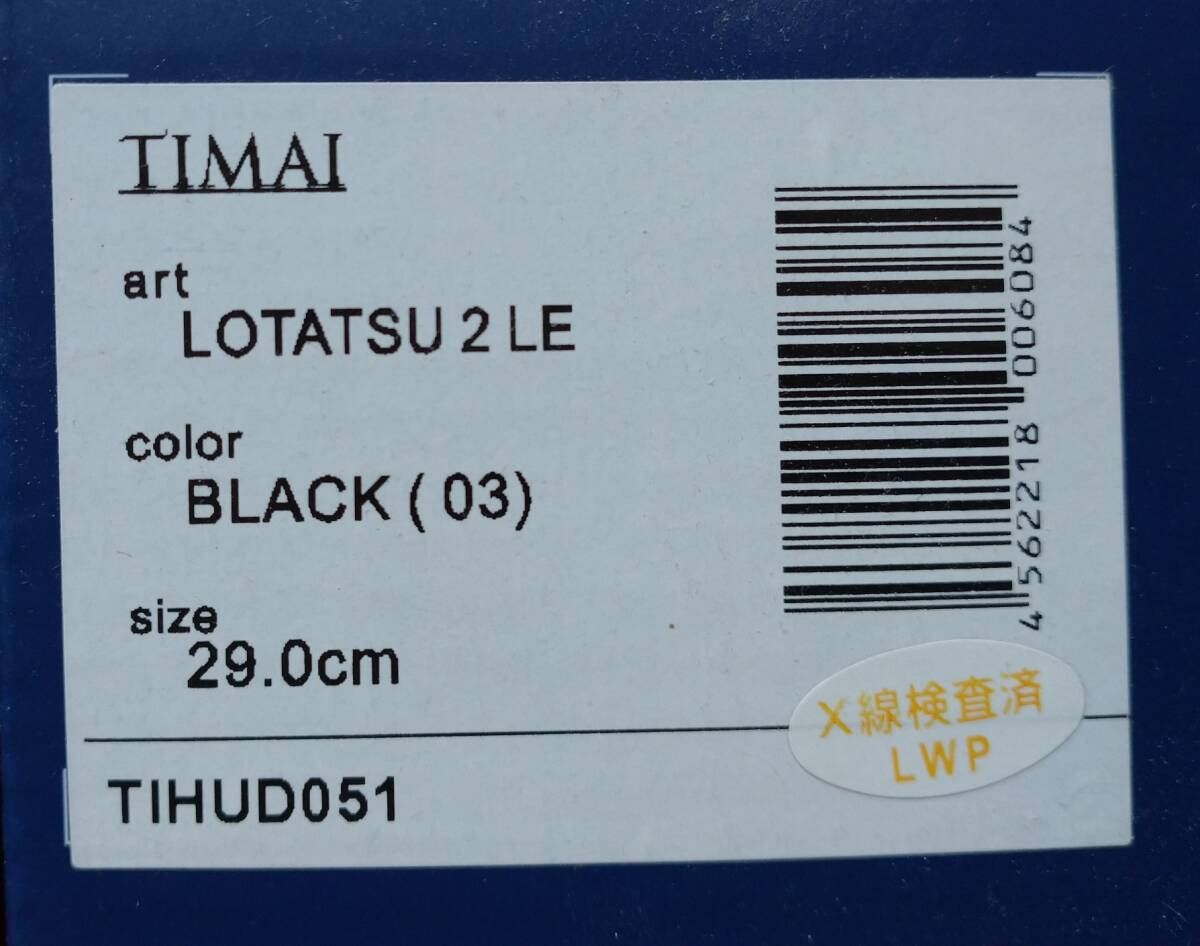 TIMAI
art
LOTATSU 2 LE
color
BLACK ( 03)
size
29.0cm
TIHUD051
4 562218 006084
X線検査済
LWP